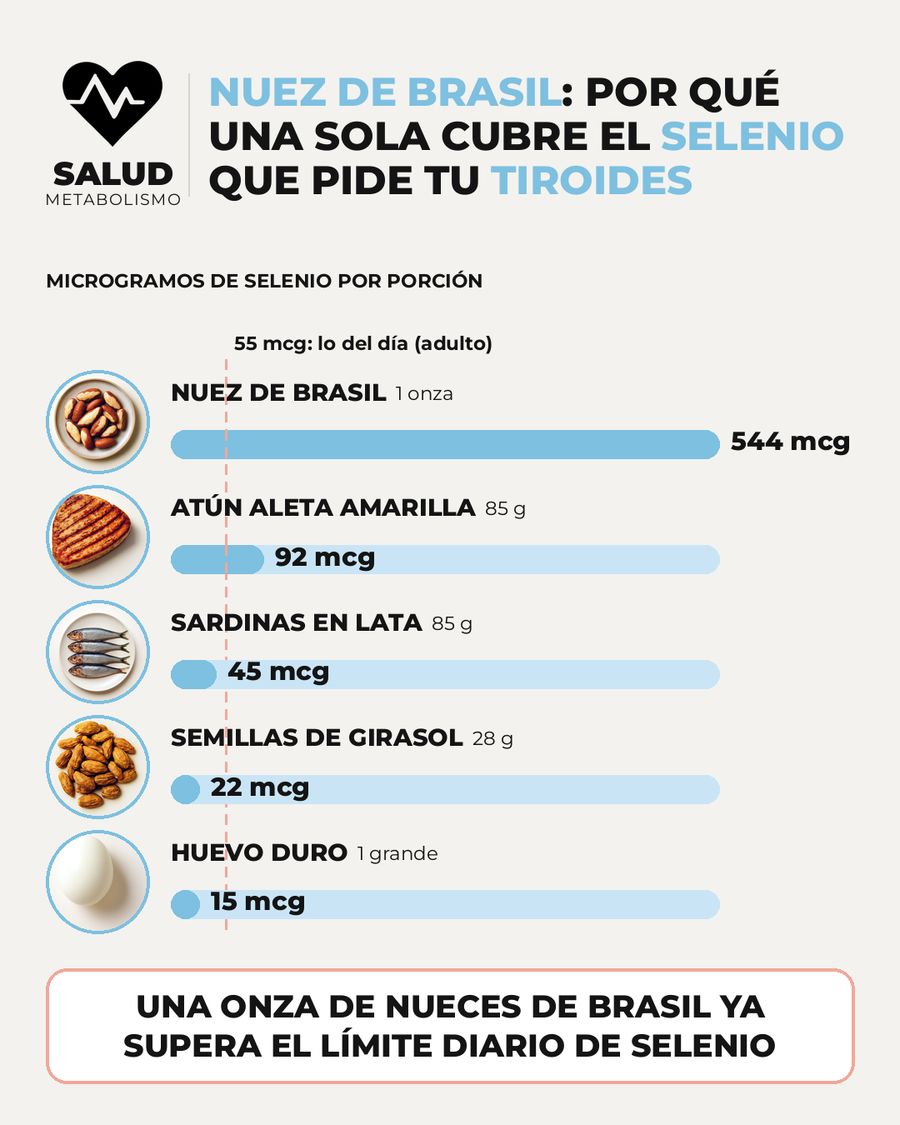 SALUD
METABOLISMO
NUEZ DE BRASIL: POR QUÉ
UNA SOLA CUBRE EL SELENIO
QUE PIDE TU TIROIDES
MICROGRAMOS DE SELENIO POR PORCIÓN
55 mcg: lo del día (adulto)
NUEZ DE BRASIL 1 onza
544 mcg
ATÚN ALETA AMARILLA 85 g
92 mcg
SARDINAS EN LATA 85 g
45 mcg
SEMILLAS DE GIRASOL 28 g
22 mcg
HUEVO DURO 1 grande
15 mcg
UNA ONZA DE NUECES DE BRASIL YA
SUPERA EL LÍMITE DIARIO DE SELENIO